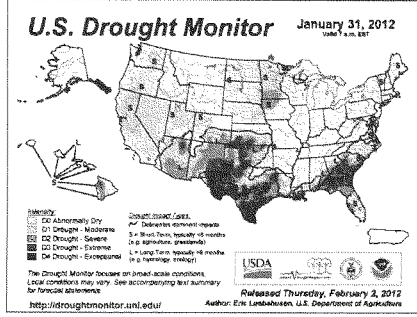 U.S. Drought Monitor
January 31, 2012
Valid 7 a.m. EST
Intensity:
D0 Abnormally Dry
D1 Drought - Moderate
D2 Drought - Severe
D3 Drought - Extreme
D4 Drought - Exceptional
Drought Impact Types:
Delineates dominant impacts
S = Short-Term, typically <6 months
(e.g. agriculture, grasslands)
L = Long-Term, typically >6 months
(e.g. hydrology, ecology)
The Drought Monitor focuses on broad-scale conditions.
Local conditions may vary. See accompanying text summary
for forecast statements.
http://droughtmonitor.unl.edu/
USDA
Released Thursday, February 2, 2012
Author: Eric Luebehusen, U.S. Department of Agriculture